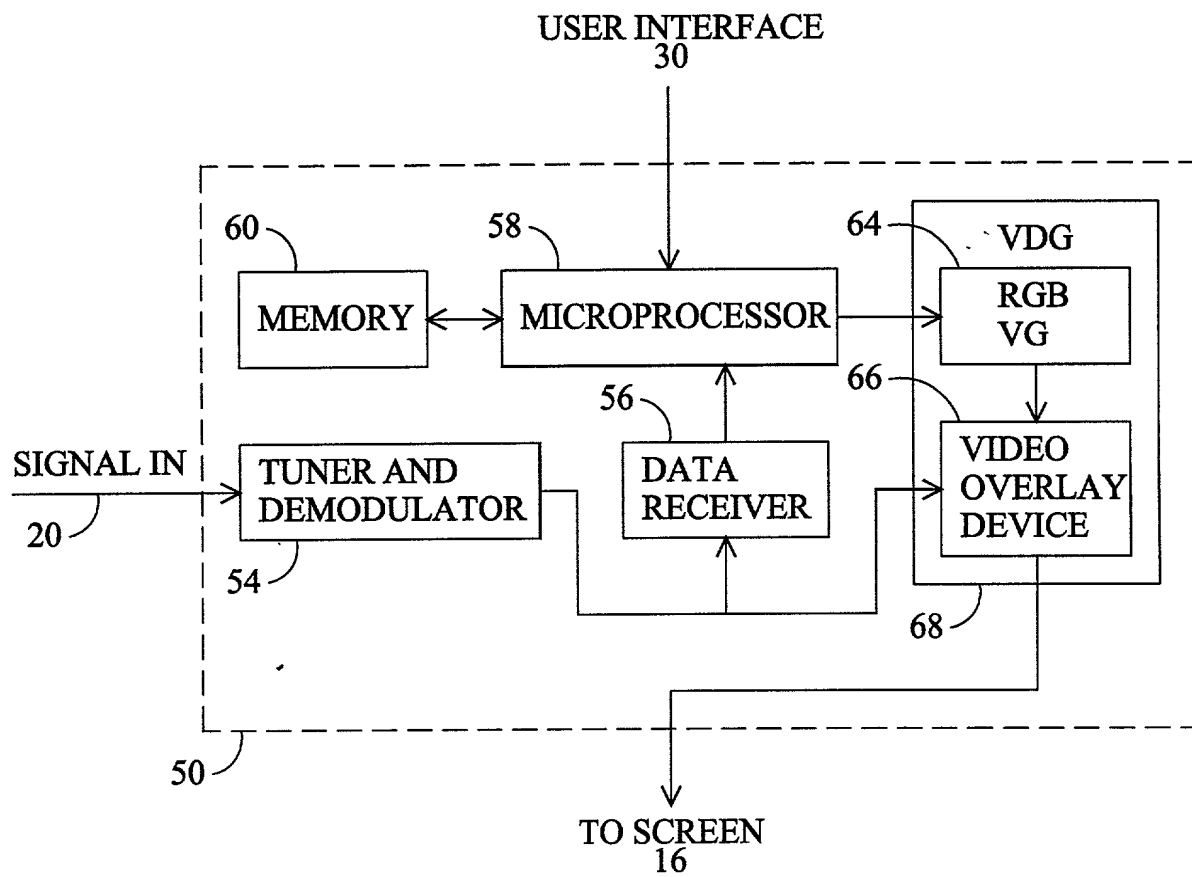 USER INTERFACE
30
60
58
64
VDG
MEMORY
MICROPROCESSOR
RGB
VG
56
66
SIGNAL IN
20
TUNER AND
DEMODULATOR
54
DATA
RECEIVER
VIDEO
OVERLAY
DEVICE
68
50
TO SCREEN
16